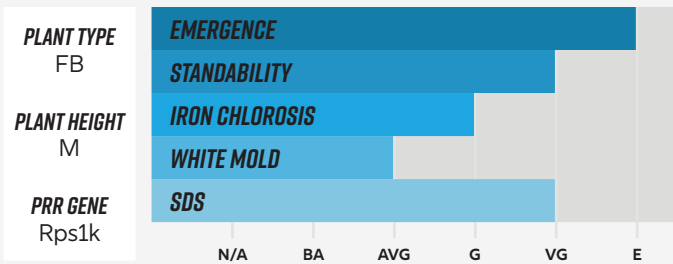 PLANT TYPE
FB
PLANT HEIGHT
M
PRR GENE
Rps1k
EMERGENCE
STANDABILITY
IRON CHLOROSIS
WHITE MOLD
SDS
N/A BA AVG G VG E